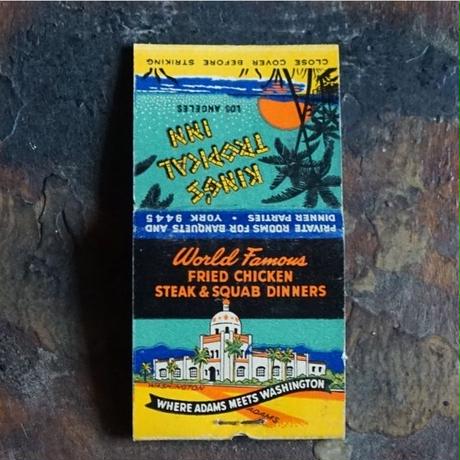 CLOSE COVER BEFORE STRIKING
KING'S
TROPICAL
INN
LOS ANGELES
PRIVATE ROOMS FOR BANQUETS AND
DINNER PARTIES • YORK 9445
World Famous
FRIED CHICKEN
STEAK & SQUAB DINNERS
WASHINGTON
WHERE ADAMS MEETS WASHINGTON
ADAMS